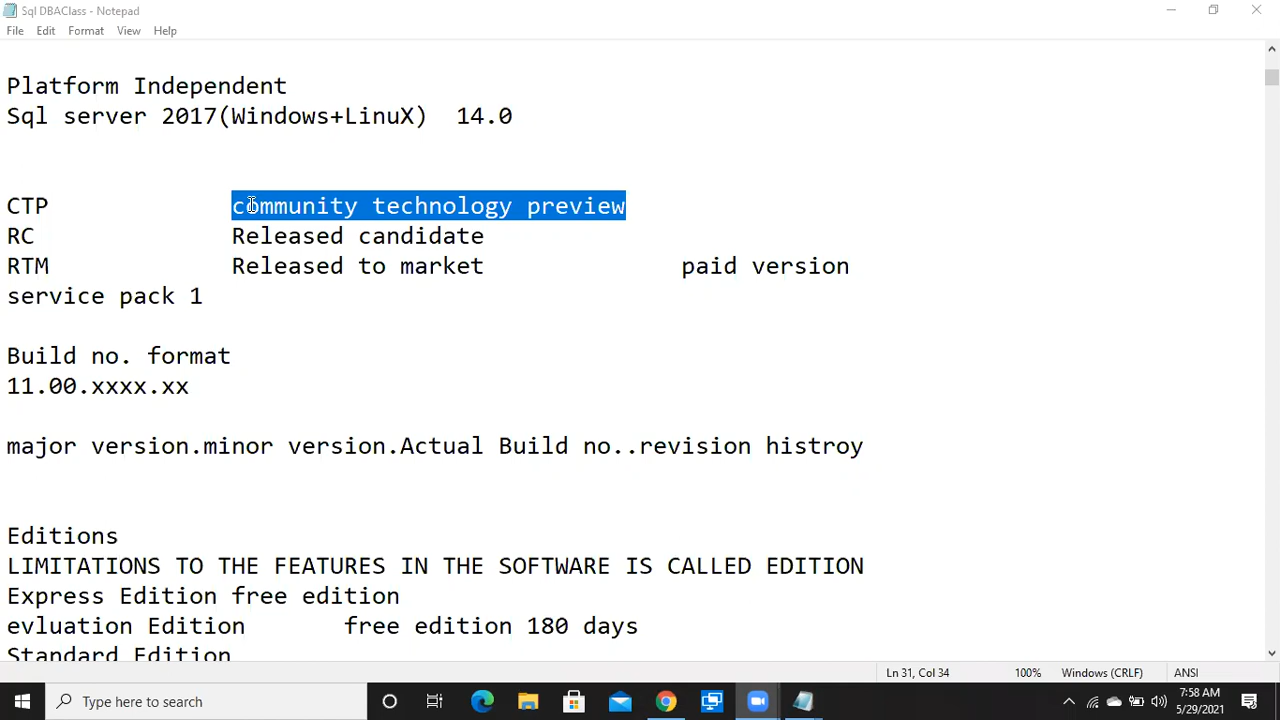 Sql DBAClass - Notepad
File Edit Format View Help
Platform Independent
Sql server 2017(Windows+LinuX) 14.0
CTP community technology preview
RC Released candidate
RTM Released to market paid version
service pack 1
Build no. format
11.00.xxxx.xx
major version.minor version.Actual Build no..revision histroy
Editions
LIMITATIONS TO THE FEATURES IN THE SOFTWARE IS CALLED EDITION
Express Edition free edition
evluation Edition free edition 180 days
Standard Edition
Ln 31, Col 34 100% Windows (CRLF) ANSI
Type here to search
7:58 AM
5/29/2021